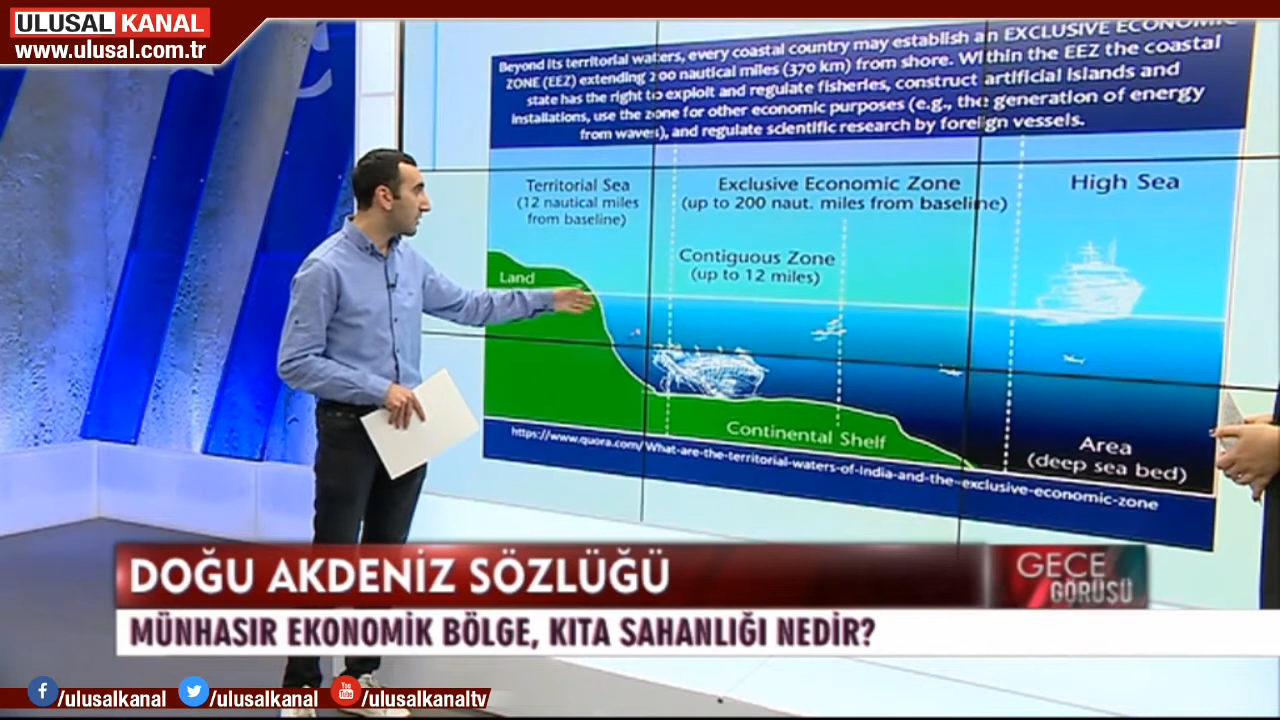 ULUSAL KANAL
www.ulusal.com.tr
Beyond its territorial waters, every coastal country may establish an EXCLUSIVE ECONOMIC
ZONE (EEZ) extending 200 nautical miles (370 km) from shore. Within the EEZ the coastal
state has the right to exploit and regulate fisheries, construct artificial islands and
installations, use the zone for other economic purposes (e.g., the generation of energy
from waves), and regulate scientific research by foreign vessels.
Territorial Sea
(12 nautical miles
from baseline)
Exclusive Economic Zone
(up to 200 naut. miles from baseline)
High Sea
Contiguous Zone
(up to 12 miles)
Land
Continental Shelf
Area
(deep sea bed)
https://www.quora.com/What-are-the-territorial-waters-of-India-and-the-exclusive-economic-zone
DOĞU AKDENİZ SÖZLÜĞÜ
GECE
GÖRÜŞÜ
MÜNHASIR EKONOMİK BÖLGE, KITA SAHANLIĞI NEDİR?
/ulusalkanal
/ulusalkanal
You
Tube
/ulusalkanaltv